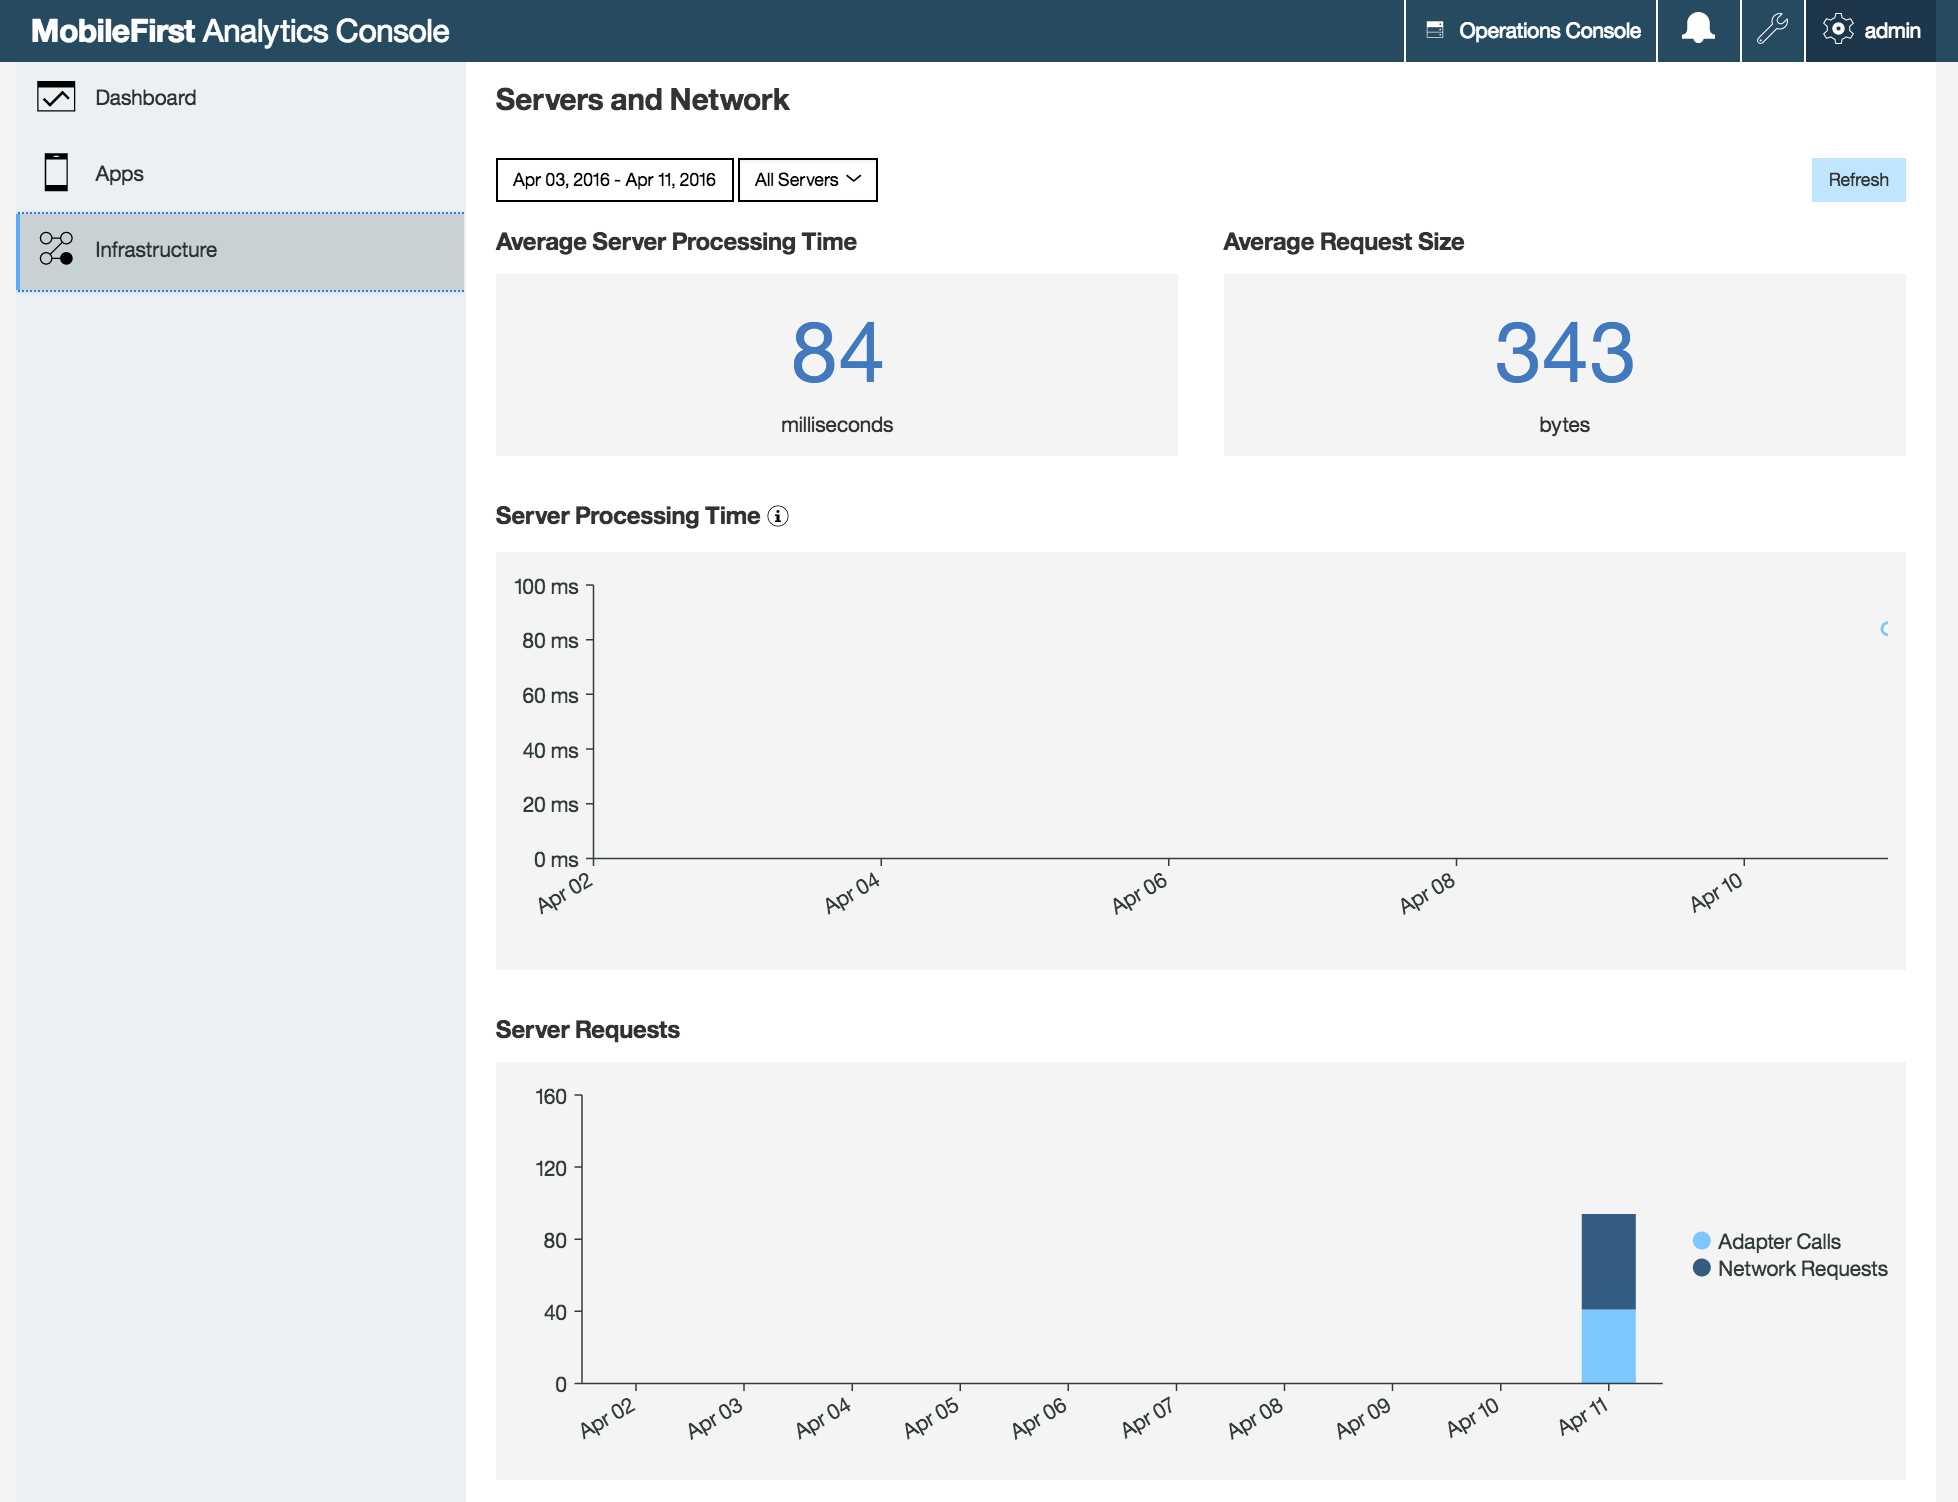 MobileFirst Analytics Console
Operations Console
admin
Dashboard
Apps
Infrastructure
Servers and Network
Apr 03, 2016 - Apr 11, 2016
All Servers
Refresh
Average Server Processing Time
84
milliseconds
Average Request Size
343
bytes
Server Processing Time
100 ms
80 ms
60 ms
40 ms
20 ms
0 ms
Apr 02
Apr 04
Apr 06
Apr 08
Apr 10
Server Requests
160
120
80
40
0
Apr 02
Apr 03
Apr 04
Apr 05
Apr 06
Apr 07
Apr 08
Apr 09
Apr 10
Apr 11
Adapter Calls
Network Requests